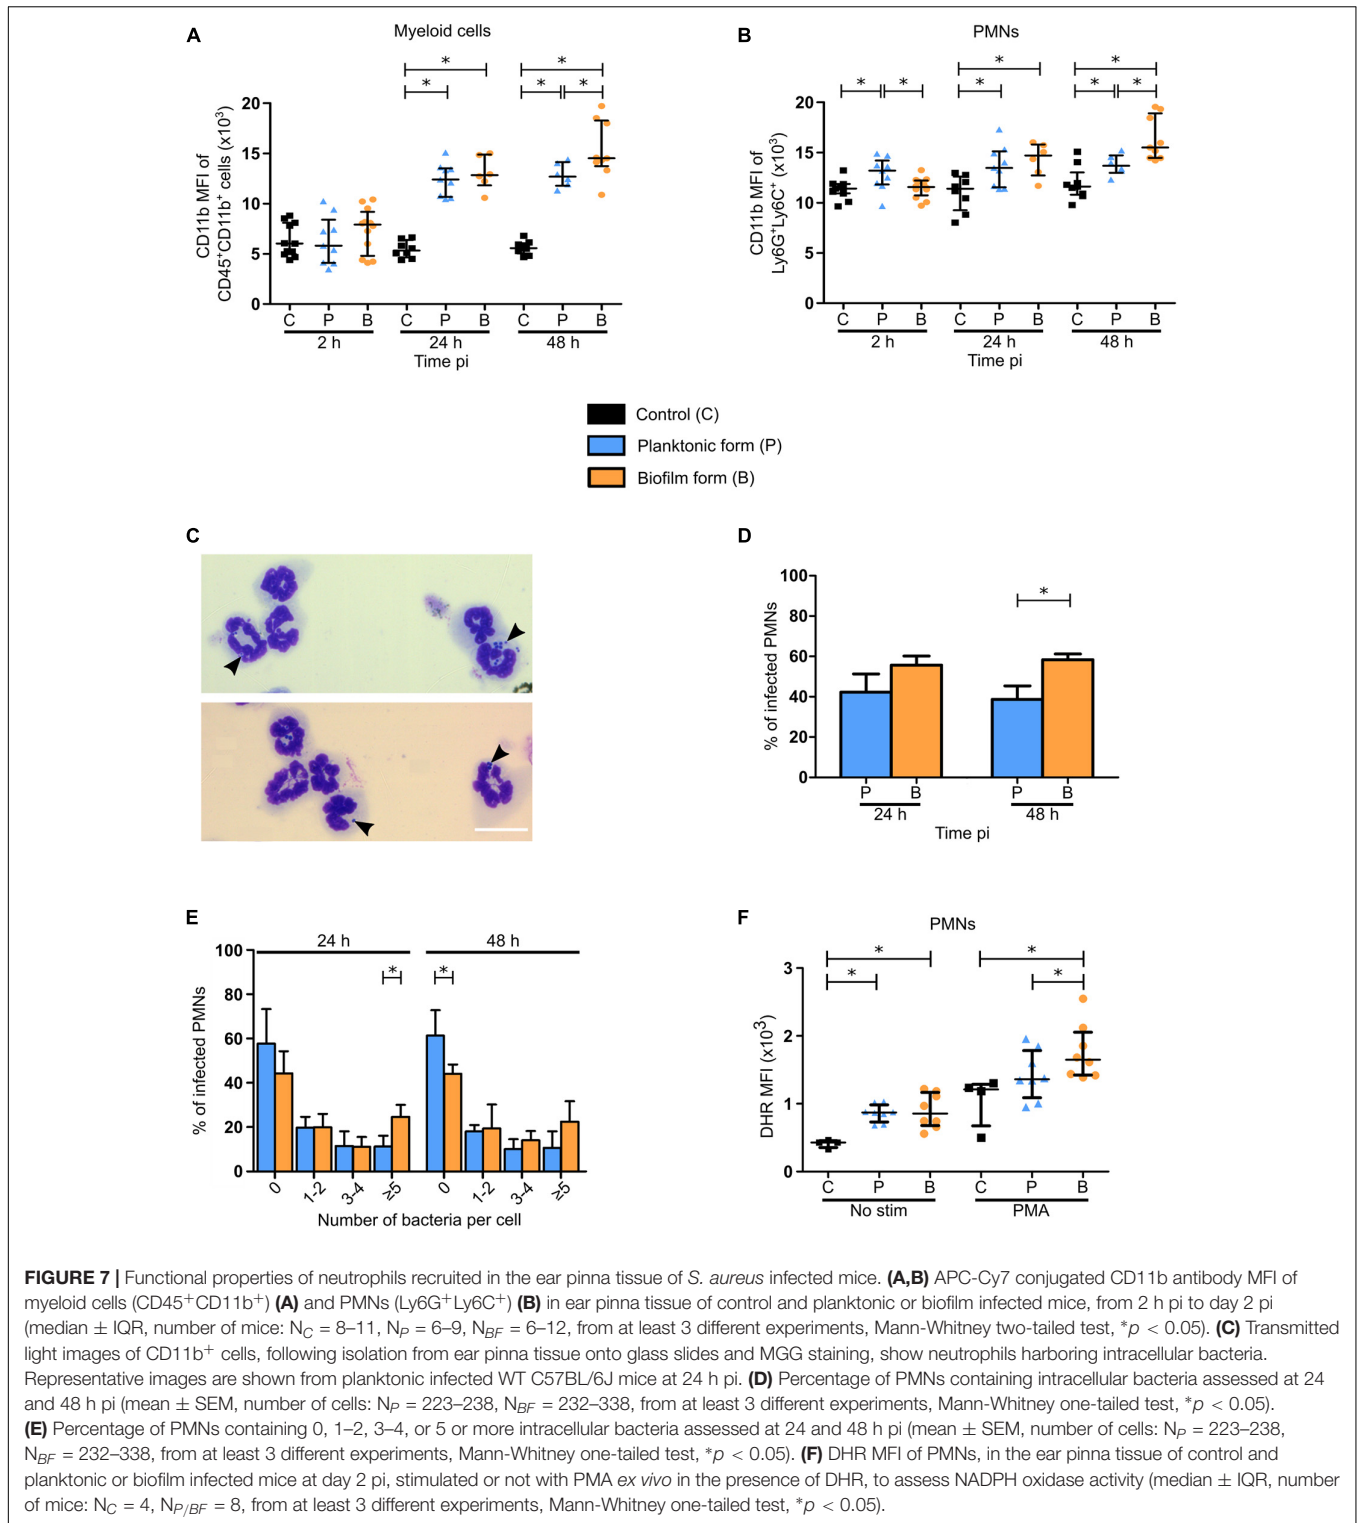 A
Myeloid cells
* *
* * *
CD11b MFI of
CD45+CD11b+ cells (x10³)
20
15
10
5
0
C P B C P B C P B
2 h 24 h 48 h
Time pi
B
PMNs
* *
* * * * *
CD11b MFI of
Ly6G+Ly6C+ (x10³)
20
15
10
5
0
C P B C P B C P B
2 h 24 h 48 h
Time pi
Control (C)
Planktonic form (P)
Biofilm form (B)
C
D
% of infected PMNs
100
80
60
40
20
0
*
P B P B
24 h 48 h
Time pi
E
24 h 48 h
% of infected PMNs
100
80
60
40
20
0
* *
0 1-2 3-4 ≥5 0 1-2 3-4 ≥5
Number of bacteria per cell
F
PMNs
* *
* *
DHR MFI (x10³)
3
2
1
0
C P B C P B
No stim PMA
FIGURE 7 | Functional properties of neutrophils recruited in the ear pinna tissue of S. aureus infected mice. (A,B) APC-Cy7 conjugated CD11b antibody MFI of
myeloid cells (CD45+CD11b+) (A) and PMNs (Ly6G+Ly6C+) (B) in ear pinna tissue of control and planktonic or biofilm infected mice, from 2 h pi to day 2 pi
(median ± IQR, number of mice: NC = 8–11, NP = 6–9, NBF = 6–12, from at least 3 different experiments, Mann-Whitney two-tailed test, *p < 0.05). (C) Transmitted
light images of CD11b+ cells, following isolation from ear pinna tissue onto glass slides and MGG staining, show neutrophils harboring intracellular bacteria.
Representative images are shown from planktonic infected WT C57BL/6J mice at 24 h pi. (D) Percentage of PMNs containing intracellular bacteria assessed at 24
and 48 h pi (mean ± SEM, number of cells: NP = 223–238, NBF = 232–338, from at least 3 different experiments, Mann-Whitney one-tailed test, *p < 0.05).
(E) Percentage of PMNs containing 0, 1–2, 3–4, or 5 or more intracellular bacteria assessed at 24 and 48 h pi (mean ± SEM, number of cells: NP = 223–238,
NBF = 232–338, from at least 3 different experiments, Mann-Whitney one-tailed test, *p < 0.05). (F) DHR MFI of PMNs, in the ear pinna tissue of control and
planktonic or biofilm infected mice at day 2 pi, stimulated or not with PMA ex vivo in the presence of DHR, to assess NADPH oxidase activity (median ± IQR, number
of mice: NC = 4, NP/BF = 8, from at least 3 different experiments, Mann-Whitney one-tailed test, *p < 0.05).